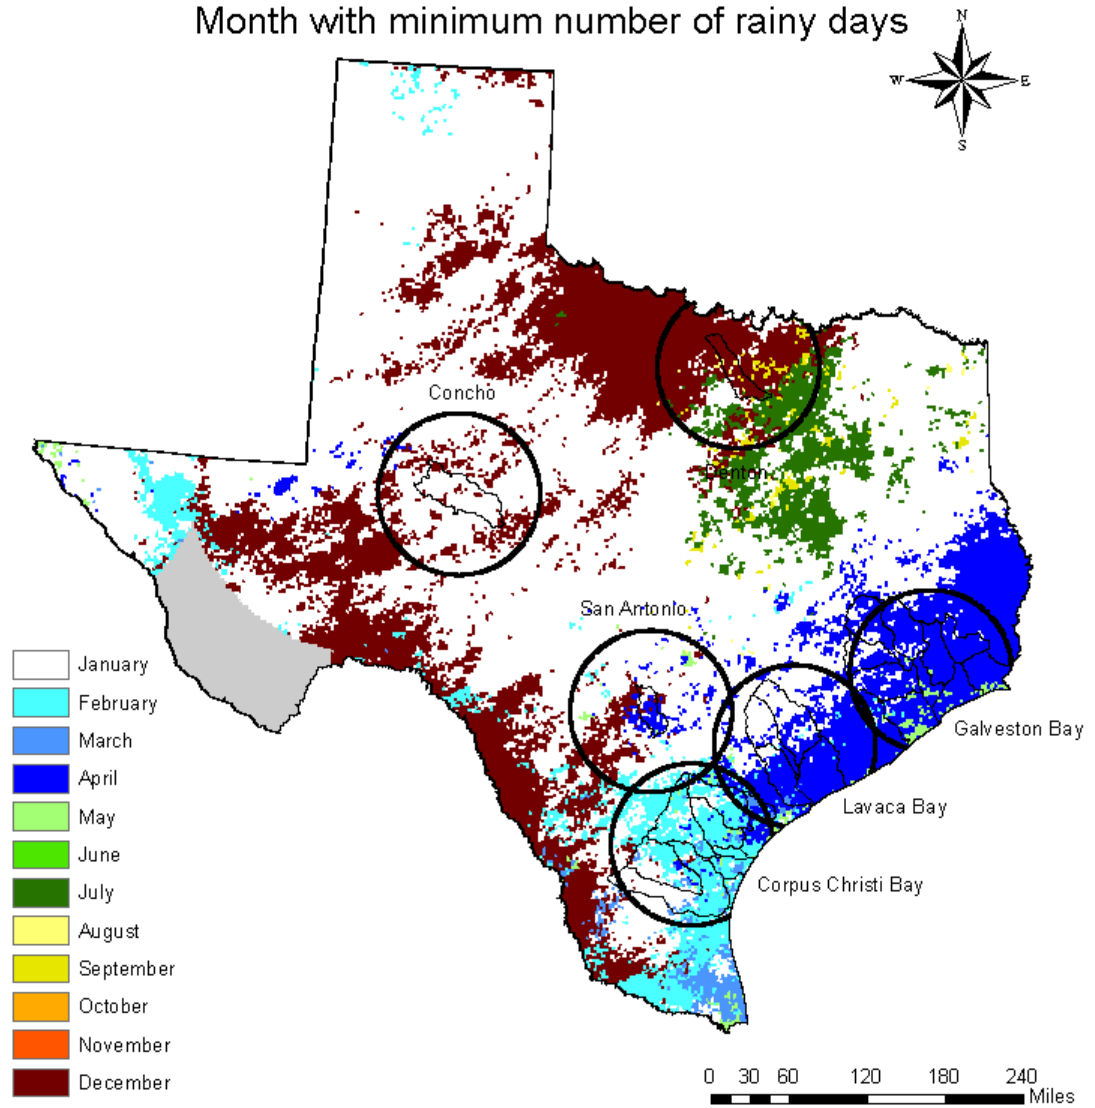 Month with minimum number of rainy days
N
W
E
S
Concho
Denton
San Antonio
Galveston Bay
Lavaca Bay
Corpus Christi Bay
January
February
March
April
May
June
July
August
September
October
November
December
0 30 60 120 180 240
Miles